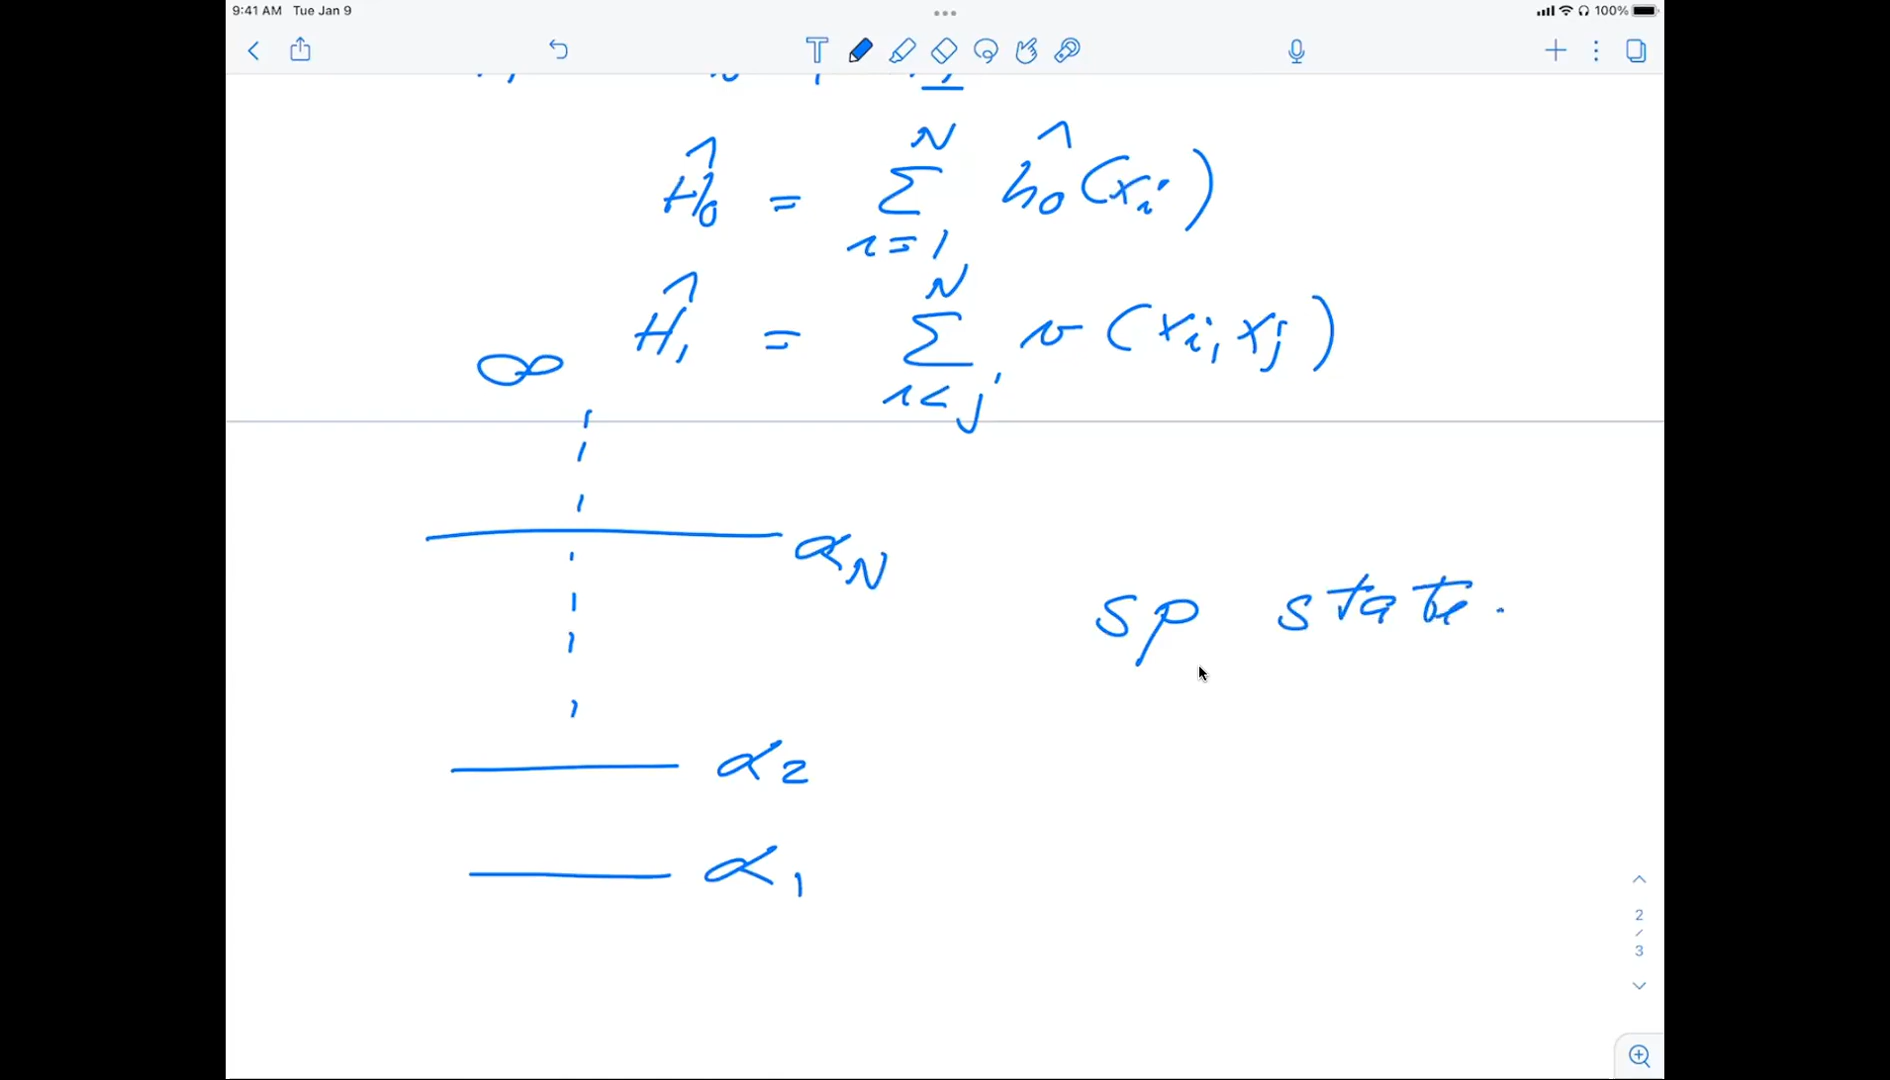 9:41 AM Tue Jan 9
100%
T
Ĥ₀ = Σ_{i=1}^{N} ĥ₀(xᵢ)
Ĥ₁ = Σ_{i<j}^{N} v(xᵢ, xⱼ)
∞
α_N
sp state.
α₂
α₁
2
/
3